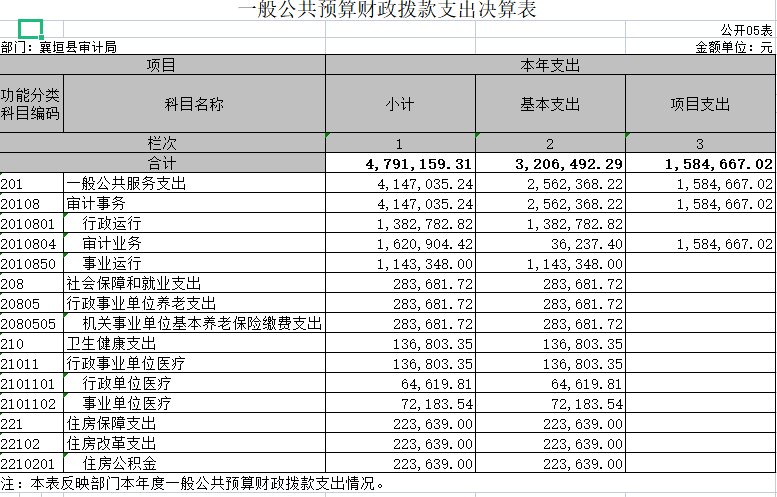 一般公共预算财政拨款支出决算表
公开05表
部门：襄垣县审计局 金额单位：元
项目 本年支出
功能分类科目编码 科目名称 小计 基本支出 项目支出
栏次 1 2 3
合计 4,791,159.31 3,206,492.29 1,584,667.02
201 一般公共服务支出 4,147,035.24 2,562,368.22 1,584,667.02
20108 审计事务 4,147,035.24 2,562,368.22 1,584,667.02
2010801 行政运行 1,382,782.82 1,382,782.82
2010804 审计业务 1,620,904.42 36,237.40 1,584,667.02
2010850 事业运行 1,143,348.00 1,143,348.00
208 社会保障和就业支出 283,681.72 283,681.72
20805 行政事业单位养老支出 283,681.72 283,681.72
2080505 机关事业单位基本养老保险缴费支出 283,681.72 283,681.72
210 卫生健康支出 136,803.35 136,803.35
21011 行政事业单位医疗 136,803.35 136,803.35
2101101 行政单位医疗 64,619.81 64,619.81
2101102 事业单位医疗 72,183.54 72,183.54
221 住房保障支出 223,639.00 223,639.00
22102 住房改革支出 223,639.00 223,639.00
2210201 住房公积金 223,639.00 223,639.00
注：本表反映部门本年度一般公共预算财政拨款支出情况。